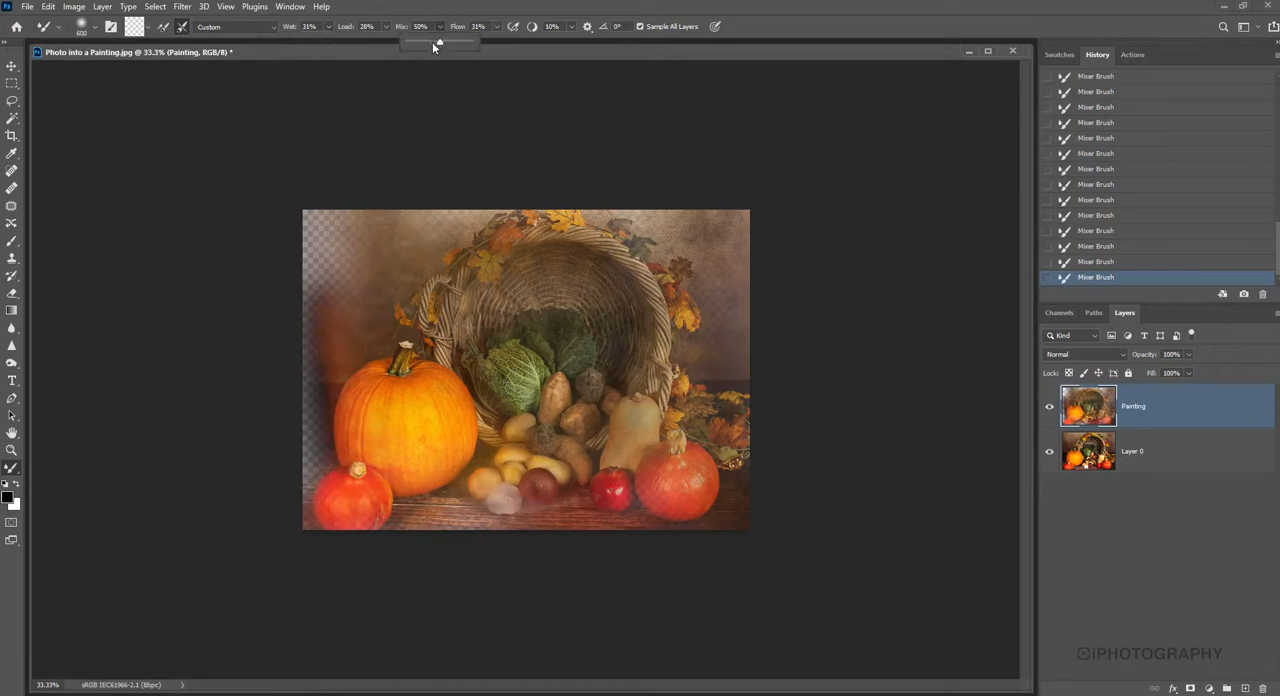 File Edit Image Layer Type Select Filter 3D View Plugins Window Help
600 Custom Wet: 31% Load: 28% Mix: 50% Flow: 31% 10% 0° Sample All Layers
Photo into a Painting.jpg @ 33.3% (Painting, RGB/8) *
Swatches History Actions
Mixer Brush
Mixer Brush
Mixer Brush
Mixer Brush
Mixer Brush
Mixer Brush
Mixer Brush
Mixer Brush
Mixer Brush
Mixer Brush
Mixer Brush
Mixer Brush
Mixer Brush
Mixer Brush
Channels Paths Layers
Kind
Normal Opacity: 100%
Lock: Fill: 100%
Painting
Layer 0
iPHOTOGRAPHY
33.33% sRGB IEC61966-2.1 (8bpc)